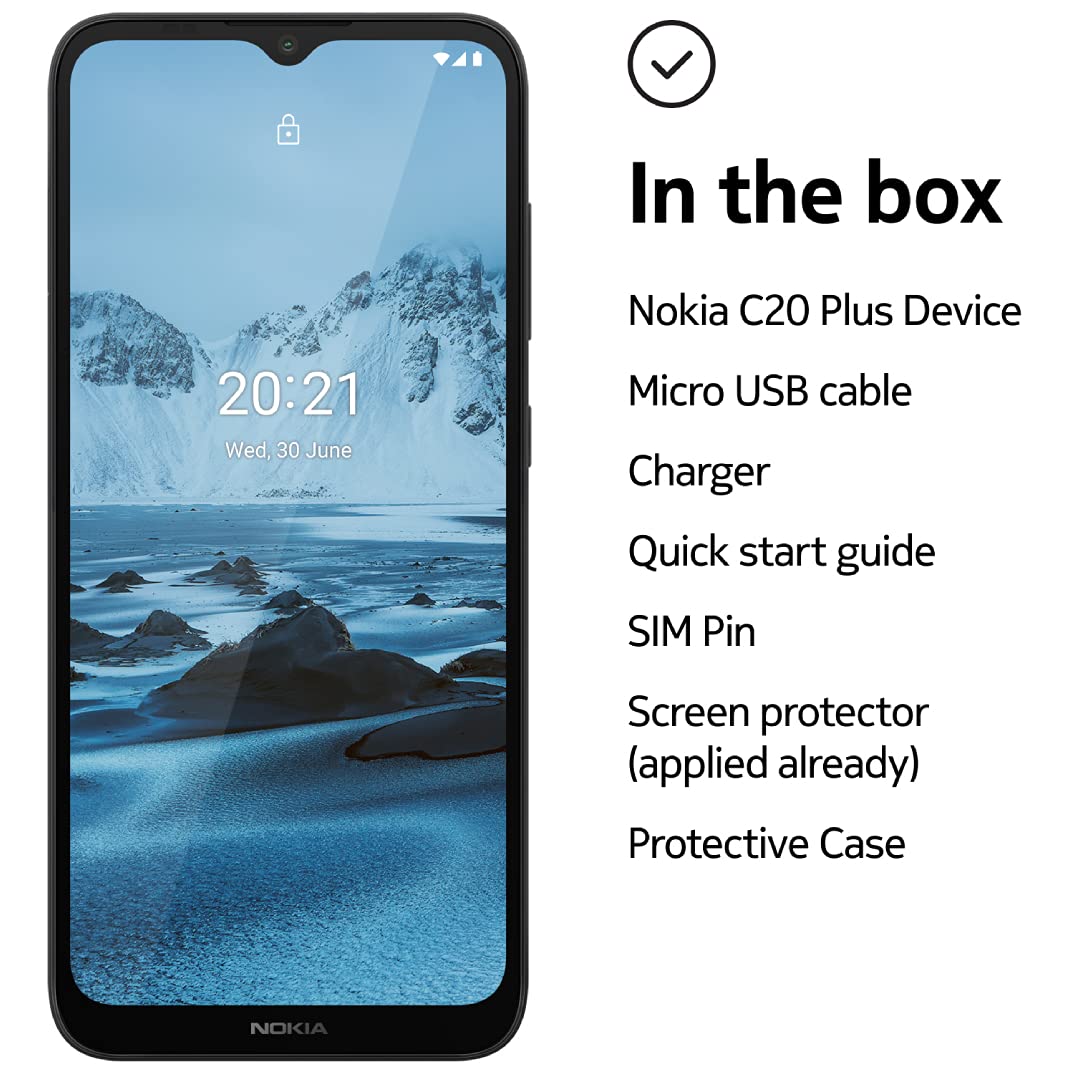 20:21
Wed, 30 June
NOKIA
In the box
Nokia C20 Plus Device
Micro USB cable
Charger
Quick start guide
SIM Pin
Screen protector
(applied already)
Protective Case